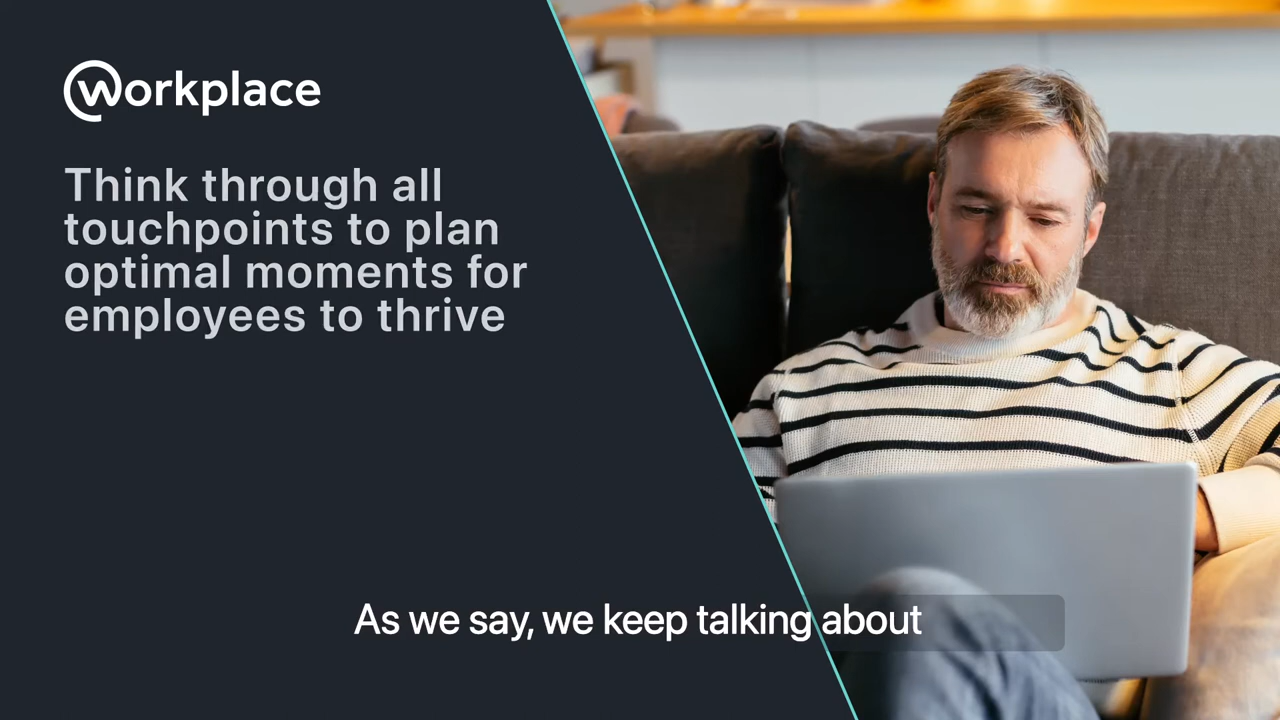 Workplace
Think through all
touchpoints to plan
optimal moments for
employees to thrive
As we say, we keep talking about